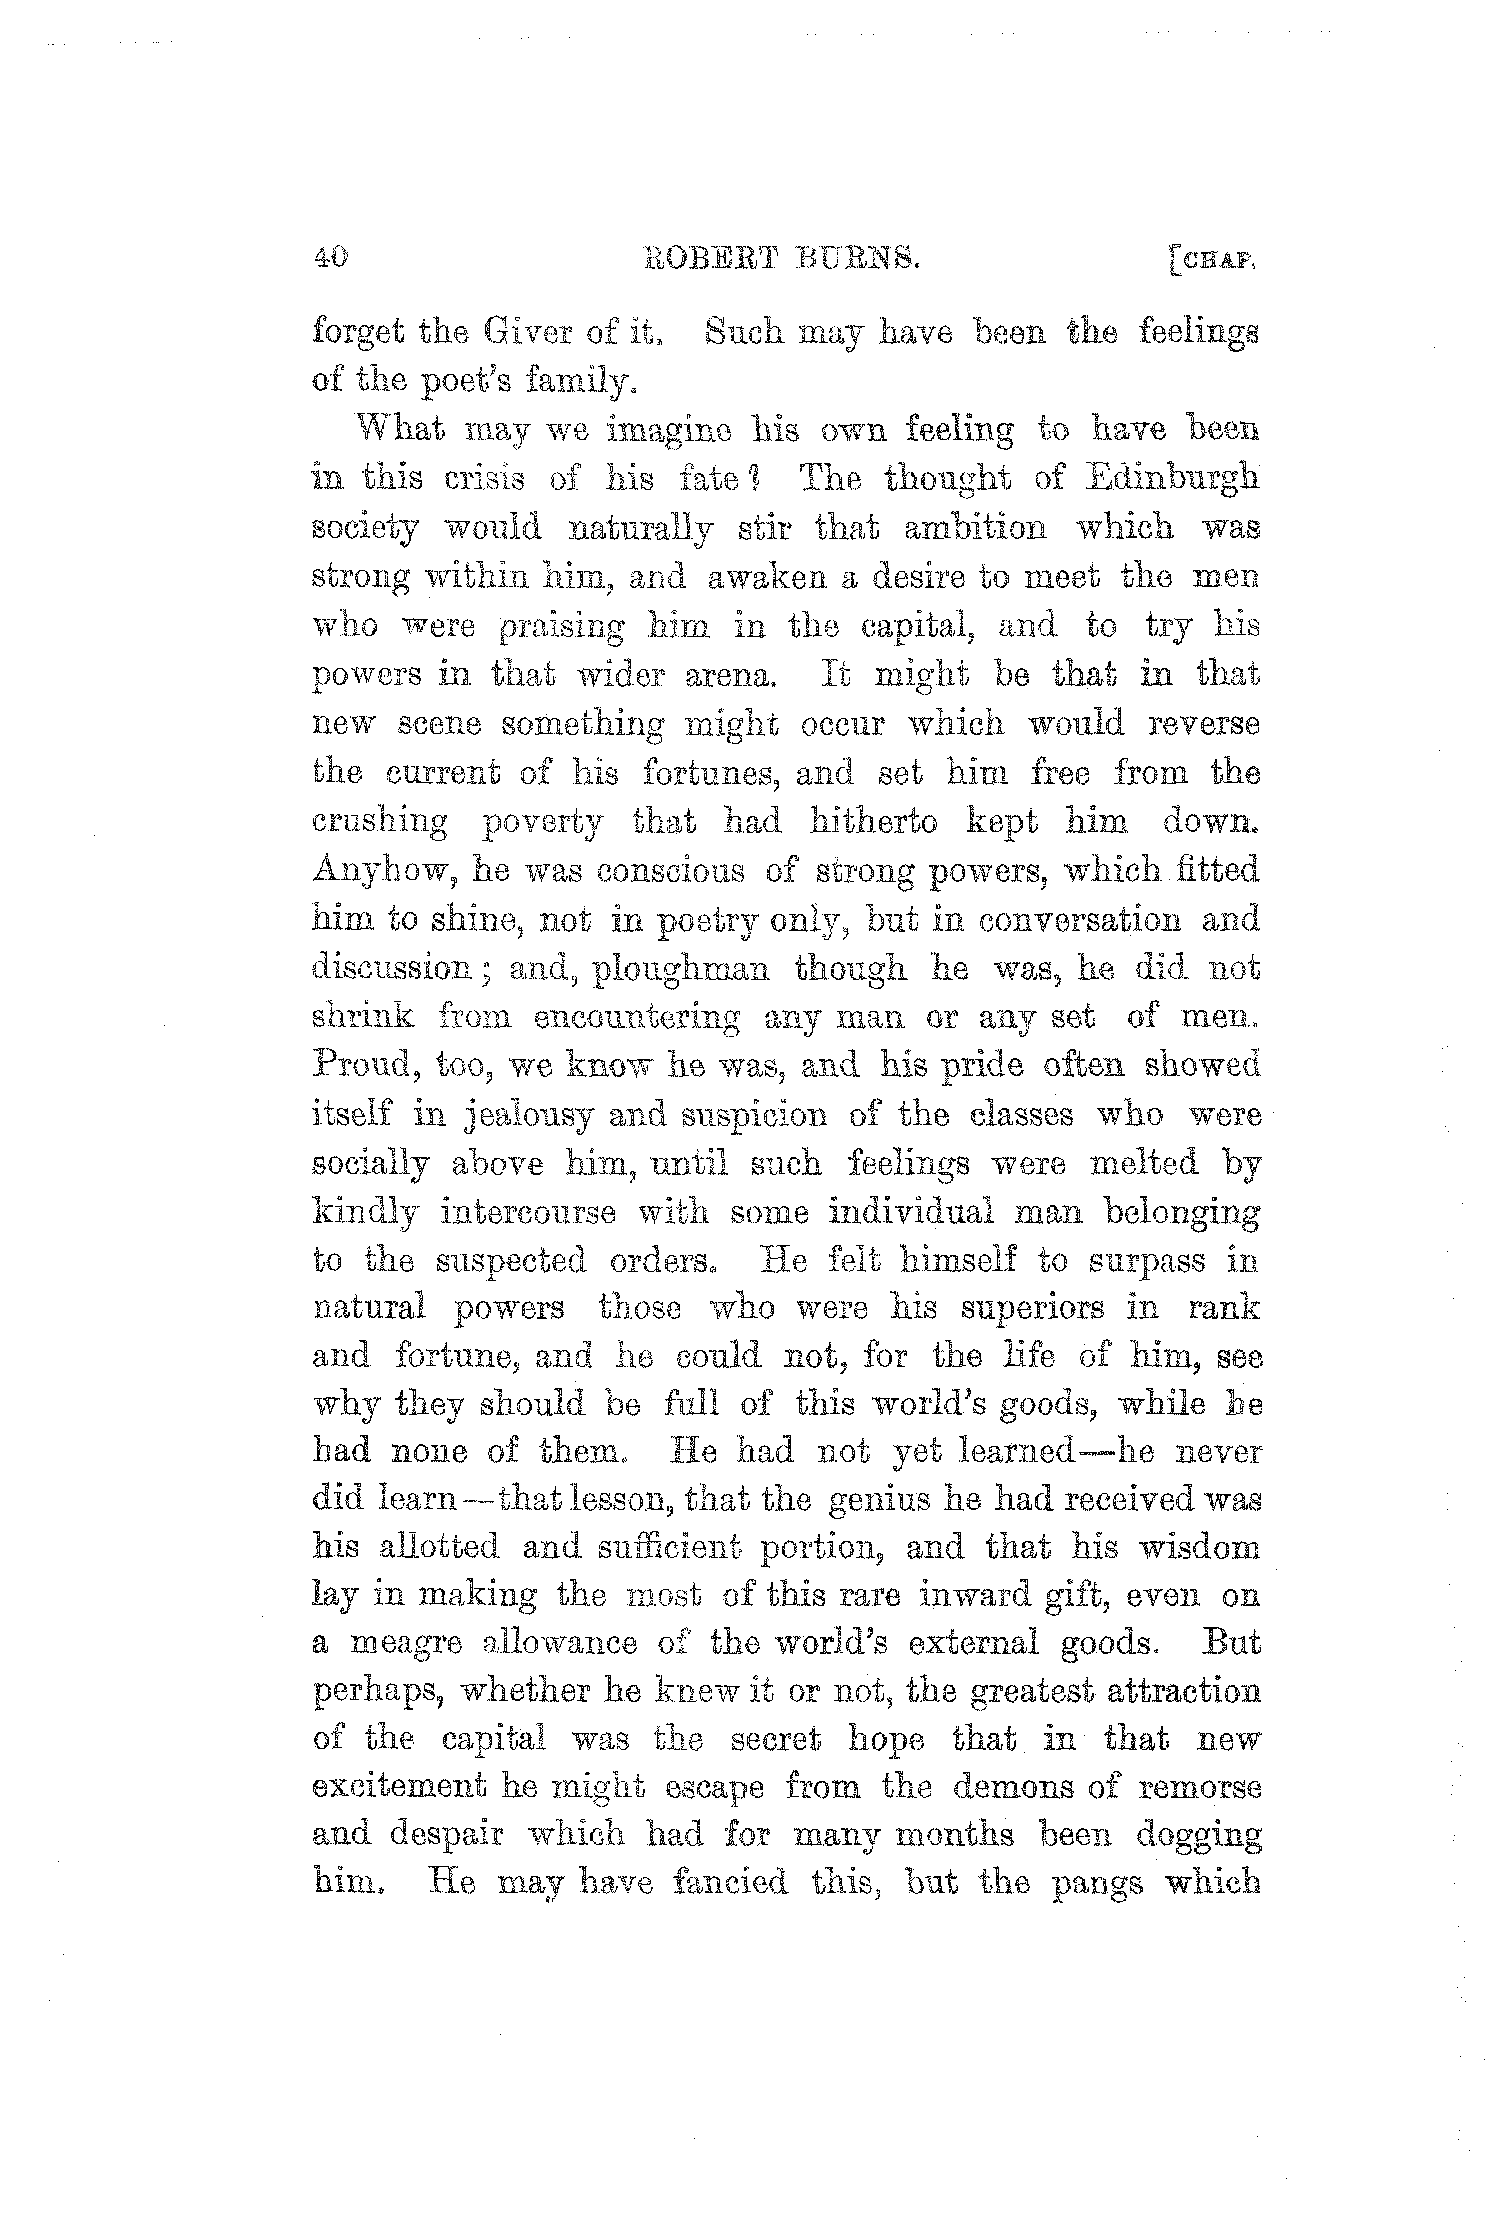 40 ROBERT BURNS. [CHAP.
forget the Giver of it. Such may have been the feelings
of the poet's family.
What may we imagine his own feeling to have been
in this crisis of his fate? The thought of Edinburgh
society would naturally stir that ambition which was
strong within him, and awaken a desire to meet the men
who were praising him in the capital, and to try his
powers in that wider arena. It might be that in that
new scene something might occur which would reverse
the current of his fortunes, and set him free from the
crushing poverty that had hitherto kept him down.
Anyhow, he was conscious of strong powers, which fitted
him to shine, not in poetry only, but in conversation and
discussion; and, ploughman though he was, he did not
shrink from encountering any man or any set of men.
Proud, too, we know he was, and his pride often showed
itself in jealousy and suspicion of the classes who were
socially above him, until such feelings were melted by
kindly intercourse with some individual man belonging
to the suspected orders. He felt himself to surpass in
natural powers those who were his superiors in rank
and fortune, and he could not, for the life of him, see
why they should be full of this world's goods, while he
had none of them. He had not yet learned—he never
did learn—that lesson, that the genius he had received was
his allotted and sufficient portion, and that his wisdom
lay in making the most of this rare inward gift, even on
a meagre allowance of the world's external goods. But
perhaps, whether he knew it or not, the greatest attraction
of the capital was the secret hope that in that new
excitement he might escape from the demons of remorse
and despair which had for many months been dogging
him. He may have fancied this, but the pangs which